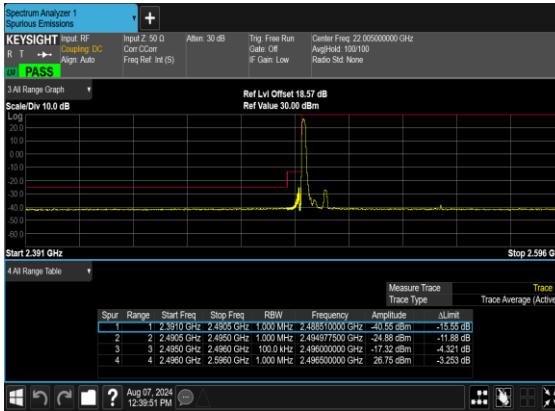 Spectrum Analyzer 1
Spurious Emissions
+
KEYSIGHT Input: RF Input Z: 50 Ω Atten: 30 dB Trig: Free Run Center Freq: 22.005000000 GHz
R T Coupling: DC Corr CCorr Gate: Off Avg|Hold: 100/100
Align: Auto Freq Ref: Int (S) IF Gain: Low Radio Std: None
LXI PASS
3 All Range Graph
Ref Lvl Offset 18.57 dB
Scale/Div 10.0 dB Ref Value 30.00 dBm
Log
20.0
10.0
0.00
-10.0
-20.0
-30.0
-40.0
-50.0
-60.0
Start 2.391 GHz Stop 2.596 G
4 All Range Table
Measure Trace Trace
Trace Type Trace Average (Active
Spur Range Start Freq Stop Freq RBW Frequency Amplitude ΔLimit
1 1 2.3910 GHz 2.4905 GHz 1.000 MHz 2.488510000 GHz -40.55 dBm -15.55 dB
2 2 2.4905 GHz 2.4950 GHz 1.000 MHz 2.494977500 GHz -24.88 dBm -11.88 dB
3 3 2.4950 GHz 2.4960 GHz 100.0 kHz 2.496000000 GHz -17.32 dBm -4.321 dB
4 4 2.4960 GHz 2.5960 GHz 1.000 MHz 2.496500000 GHz 26.75 dBm -3.253 dB
? Aug 07, 2024
12:39:51 PM